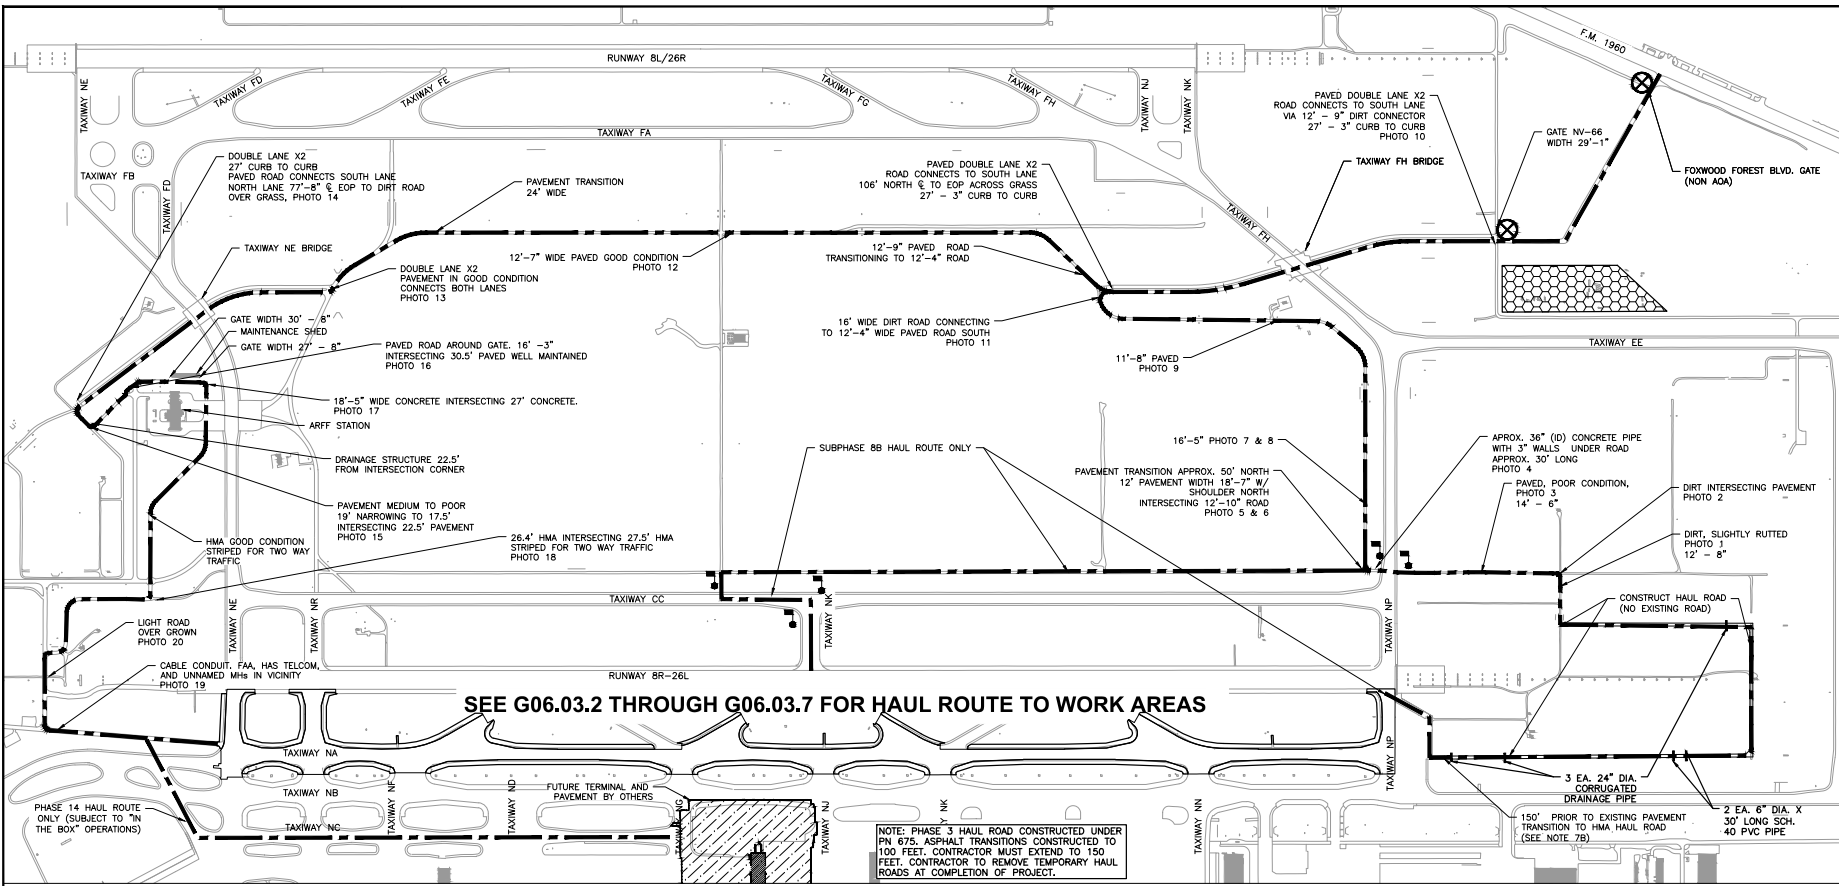 RUNWAY 8L/26R
F.M. 1960
TAXIWAY NE
TAXIWAY FD
TAXIWAY FE
TAXIWAY FG
TAXIWAY FH
TAXIWAY NJ
TAXIWAY NK
TAXIWAY FA
TAXIWAY FB
TAXIWAY FD
DOUBLE LANE X2
27' CURB TO CURB
PAVED ROAD CONNECTS SOUTH LANE
NORTH LANE 77'-8" ℄ EOP TO DIRT ROAD
OVER GRASS, PHOTO 14
PAVEMENT TRANSITION
24' WIDE
PAVED DOUBLE LANE X2
ROAD CONNECTS TO SOUTH LANE
106' NORTH ℄ TO EOP ACROSS GRASS
27' - 3" CURB TO CURB
PAVED DOUBLE LANE X2
ROAD CONNECTS TO SOUTH LANE
VIA 12' - 9" DIRT CONNECTOR
27' - 3" CURB TO CURB
PHOTO 10
GATE NV-66
WIDTH 29'-1"
TAXIWAY FH BRIDGE
FOXWOOD FOREST BLVD. GATE
(NON AOA)
TAXIWAY FH
TAXIWAY NE BRIDGE
12'-7" WIDE PAVED GOOD CONDITION
PHOTO 12
12'-9" PAVED ROAD
TRANSITIONING TO 12'-4" ROAD
DOUBLE LANE X2
PAVEMENT IN GOOD CONDITION
CONNECTS BOTH LANES
PHOTO 13
GATE WIDTH 30' - 8"
MAINTENANCE SHED
GATE WIDTH 27' - 8"
16' WIDE DIRT ROAD CONNECTING
TO 12'-4" WIDE PAVED ROAD SOUTH
PHOTO 11
PAVED ROAD AROUND GATE. 16' -3"
INTERSECTING 30.5' PAVED WELL MAINTAINED
PHOTO 16
11'-8" PAVED
PHOTO 9
TAXIWAY EE
18'-5" WIDE CONCRETE INTERSECTING 27' CONCRETE.
PHOTO 17
ARFF STATION
DRAINAGE STRUCTURE 22.5'
FROM INTERSECTION CORNER
SUBPHASE 8B HAUL ROUTE ONLY
16'-5" PHOTO 7 & 8
APROX. 36" (ID) CONCRETE PIPE
WITH 3" WALLS UNDER ROAD
APPROX. 30' LONG
PHOTO 4
PAVEMENT TRANSITION APPROX. 50' NORTH
12' PAVEMENT WIDTH 18'-7" W/
SHOULDER NORTH
INTERSECTING 12'-10" ROAD
PHOTO 5 & 6
PAVED, POOR CONDITION,
PHOTO 3
14' - 6"
DIRT INTERSECTING PAVEMENT
PHOTO 2
PAVEMENT MEDIUM TO POOR
19' NARROWING TO 17.5'
INTERSECTING 22.5' PAVEMENT
PHOTO 15
HMA GOOD CONDITION
STRIPED FOR TWO WAY
TRAFFIC
26.4' HMA INTERSECTING 27.5' HMA
STRIPED FOR TWO WAY TRAFFIC
PHOTO 18
DIRT, SLIGHTLY RUTTED
PHOTO 1
12' - 8"
TAXIWAY CC
TAXIWAY NE
TAXIWAY NR
TAXIWAY NK
TAXIWAY NP
CONSTRUCT HAUL ROAD
(NO EXISTING ROAD)
LIGHT ROAD
OVER GROWN
PHOTO 20
CABLE CONDUIT. FAA, HAS TELCOM,
AND UNNAMED MHs IN VICINITY
PHOTO 19
RUNWAY 8R-26L
SEE G06.03.2 THROUGH G06.03.7 FOR HAUL ROUTE TO WORK AREAS
TAXIWAY NA
TAXIWAY NP
TAXIWAY NB
TAXIWAY NF
TAXIWAY ND
FUTURE TERMINAL AND
PAVEMENT BY OTHERS
3 EA. 24" DIA.
CORRUGATED
DRAINAGE PIPE
PHASE 14 HAUL ROUTE
ONLY (SUBJECT TO "IN
THE BOX" OPERATIONS)
TAXIWAY NC
TAXIWAY NG
TAXIWAY NJ
TAXIWAY NK
TAXIWAY NN
2 EA. 6" DIA. X
30' LONG SCH.
40 PVC PIPE
150' PRIOR TO EXISTING PAVEMENT
TRANSITION TO HMA HAUL ROAD
(SEE NOTE 7B)
NOTE: PHASE 3 HAUL ROAD CONSTRUCTED UNDER
PN 675. ASPHALT TRANSITIONS CONSTRUCTED TO
100 FEET. CONTRACTOR MUST EXTEND TO 150
FEET. CONTRACTOR TO REMOVE TEMPORARY HAUL
ROADS AT COMPLETION OF PROJECT.